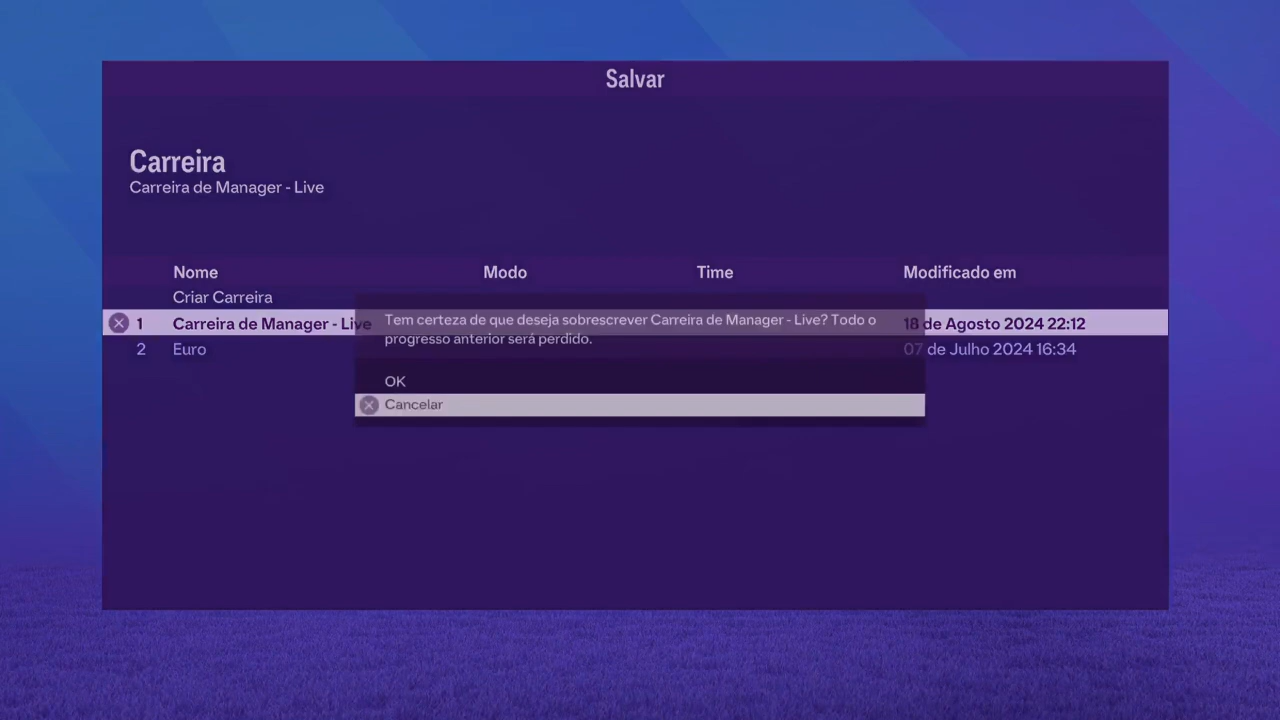 Salvar
Carreira
Carreira de Manager - Live
Nome Modo Time Modificado em
Criar Carreira
1 Carreira de Manager - Live 18 de Agosto 2024 22:12
2 Euro 07 de Julho 2024 16:34
Tem certeza de que deseja sobrescrever Carreira de Manager - Live? Todo o
progresso anterior será perdido.
OK
Cancelar